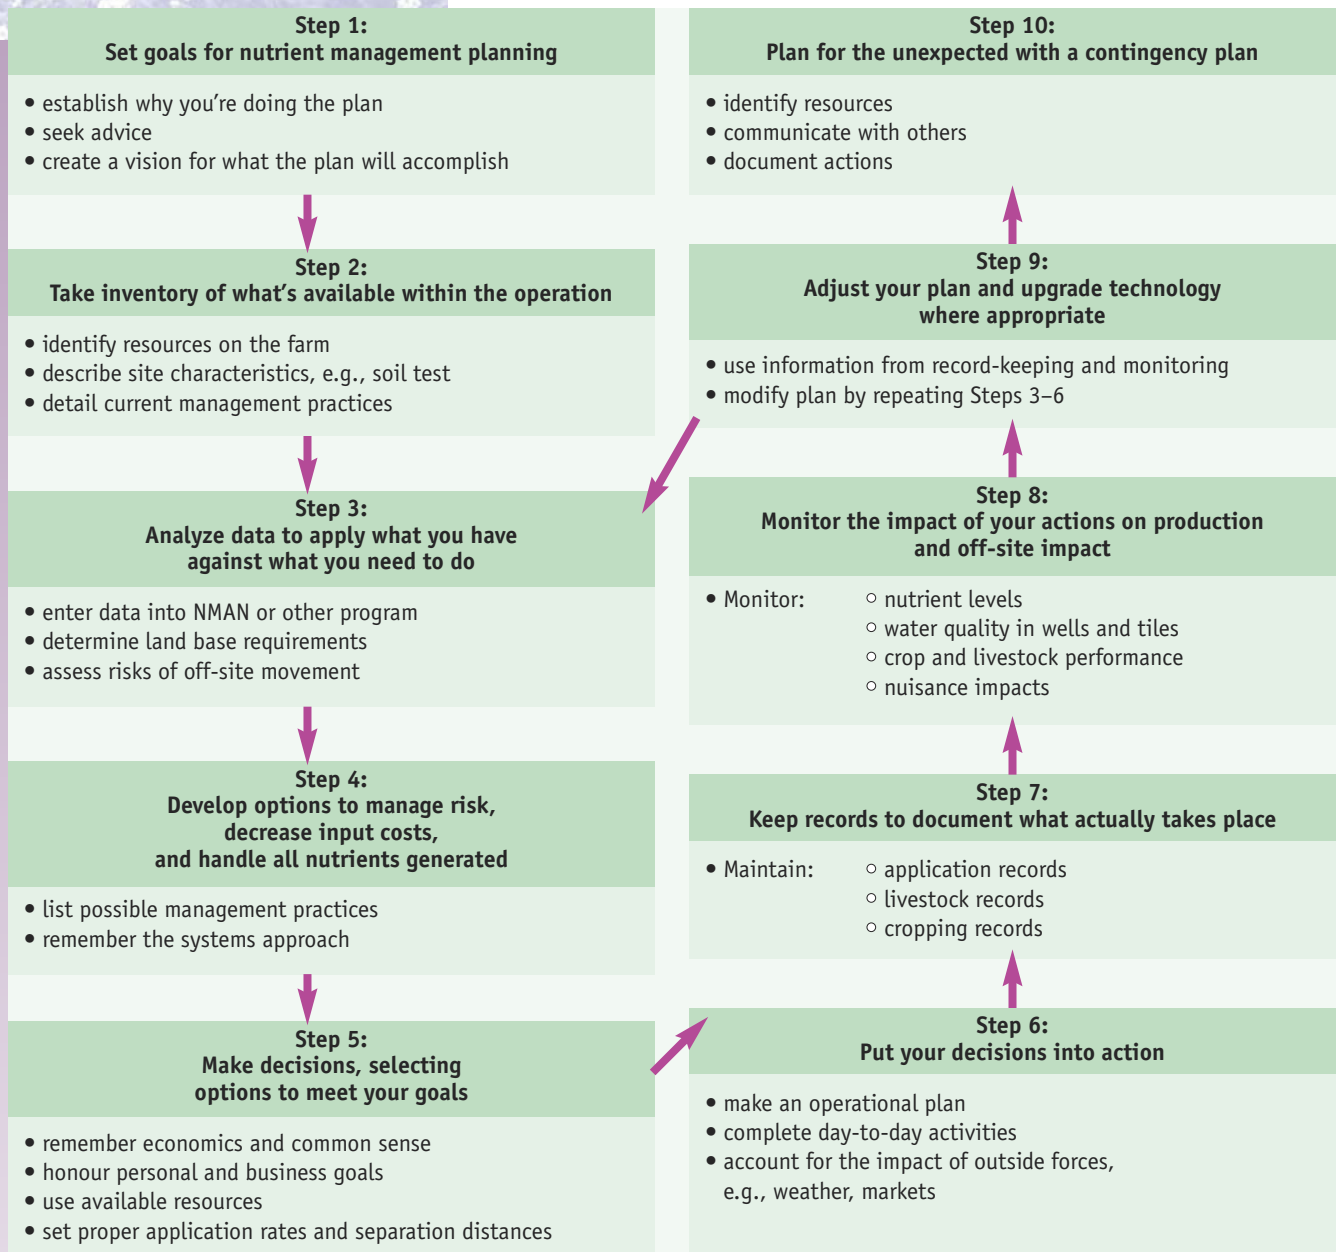 Step 1:
Set goals for nutrient management planning
• establish why you're doing the plan
• seek advice
• create a vision for what the plan will accomplish
Step 2:
Take inventory of what's available within the operation
• identify resources on the farm
• describe site characteristics, e.g., soil test
• detail current management practices
Step 3:
Analyze data to apply what you have
against what you need to do
• enter data into NMAN or other program
• determine land base requirements
• assess risks of off-site movement
Step 4:
Develop options to manage risk,
decrease input costs,
and handle all nutrients generated
• list possible management practices
• remember the systems approach
Step 5:
Make decisions, selecting
options to meet your goals
• remember economics and common sense
• honour personal and business goals
• use available resources
• set proper application rates and separation distances
Step 6:
Put your decisions into action
• make an operational plan
• complete day-to-day activities
• account for the impact of outside forces,
e.g., weather, markets
Step 7:
Keep records to document what actually takes place
• Maintain: ○ application records
○ livestock records
○ cropping records
Step 8:
Monitor the impact of your actions on production
and off-site impact
• Monitor: ○ nutrient levels
○ water quality in wells and tiles
○ crop and livestock performance
○ nuisance impacts
Step 9:
Adjust your plan and upgrade technology
where appropriate
• use information from record-keeping and monitoring
• modify plan by repeating Steps 3–6
Step 10:
Plan for the unexpected with a contingency plan
• identify resources
• communicate with others
• document actions